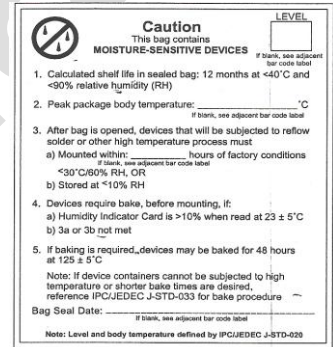 LEVEL
Caution
This bag contains
MOISTURE-SENSITIVE DEVICES
If blank, see adjacent
bar code label
1. Calculated shelf life in sealed bag: 12 months at <40°C and
<90% relative humidity (RH)
2. Peak package body temperature: ____________ °C
If blank, see adjacent bar code label
3. After bag is opened, devices that will be subjected to reflow
solder or other high temperature process must
a) Mounted within: ____________ hours of factory conditions
If blank, see adjacent bar code label
<30°C/60% RH, OR
b) Stored at <10% RH
4. Devices require bake, before mounting, if:
a) Humidity Indicator Card is >10% when read at 23 ± 5°C
b) 3a or 3b not met
5. If baking is required, devices may be baked for 48 hours
at 125 ± 5°C
Note: If device containers cannot be subjected to high
temperature or shorter bake times are desired,
reference IPC/JEDEC J-STD-033 for bake procedure
Bag Seal Date: ____________
If blank, see adjacent bar code label
Note: Level and body temperature defined by IPC/JEDEC J-STD-020